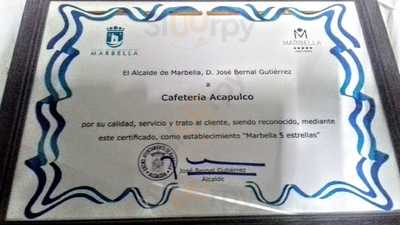 Sluurpy
MARBELLA
MARBELLA
El Alcalde de Marbella, D. José Bernal Gutiérrez
a
Cafetería Acapulco
por su calidad, servicio y trato al cliente, siendo reconocido, mediante
este certificado, como establecimiento "Marbella 5 estrellas"
José Bernal Gutiérrez
Alcalde